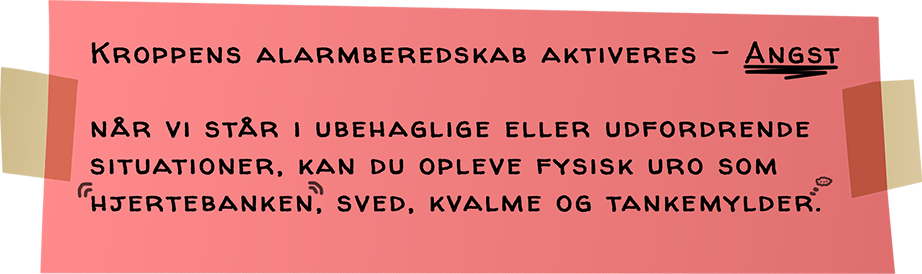 KROPPENS ALARMBEREDSKAB AKTIVERES – ANGST
NÅR VI STÅR I UBEHAGLIGE ELLER UDFORDRENDE
SITUATIONER, KAN DU OPLEVE FYSISK URO SOM
HJERTEBANKEN, SVED, KVALME OG TANKEMYLDER.